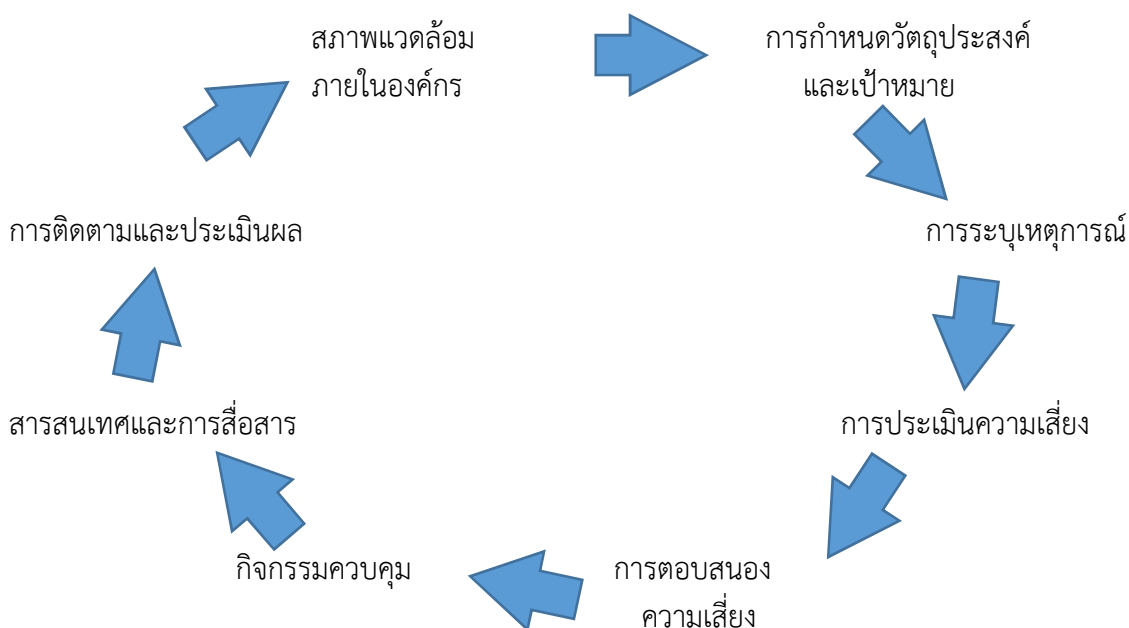 สภาพแวดล้อม
ภายในองค์กร
การกำหนดวัตถุประสงค์
และเป้าหมาย
การระบุเหตุการณ์
การประเมินความเสี่ยง
การตอบสนอง
ความเสี่ยง
กิจกรรมควบคุม
สารสนเทศและการสื่อสาร
การติดตามและประเมินผล